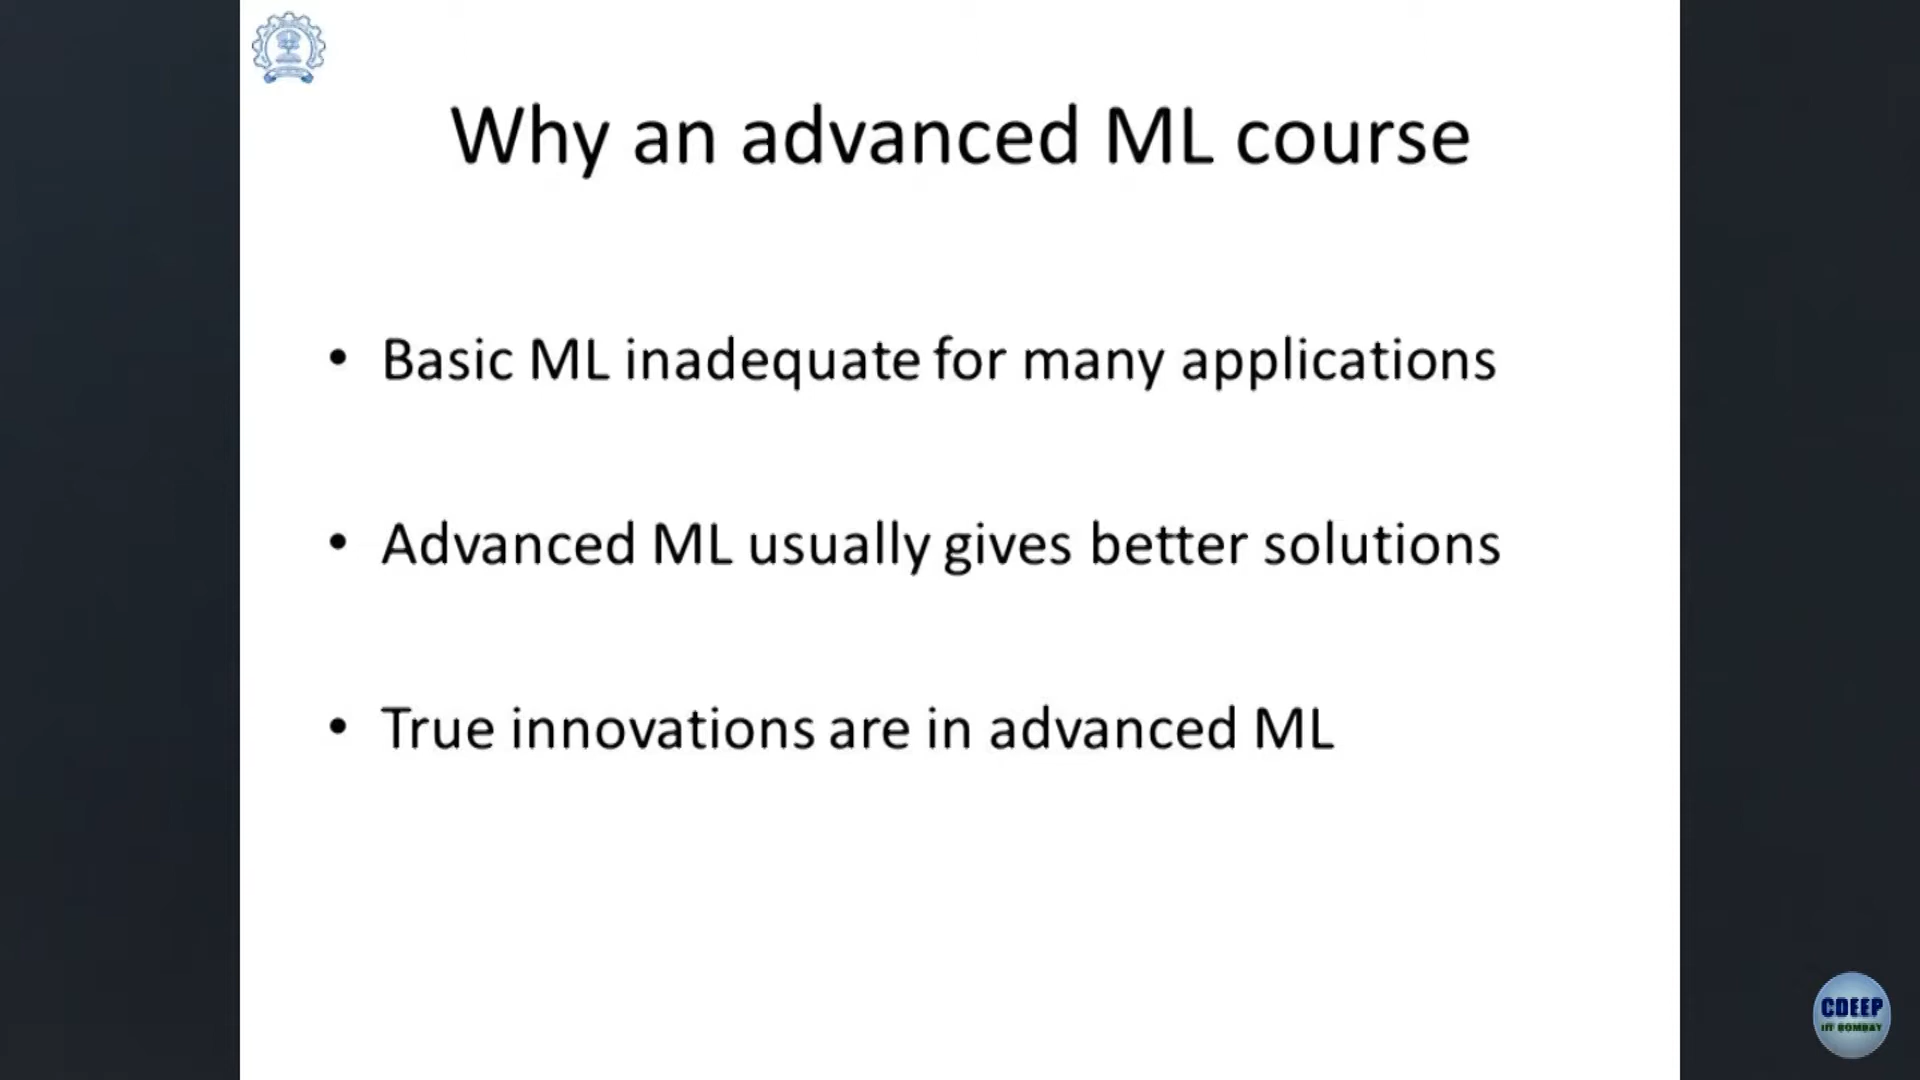 Why an advanced ML course
• Basic ML inadequate for many applications
• Advanced ML usually gives better solutions
• True innovations are in advanced ML
CDEEP
IIT BOMBAY